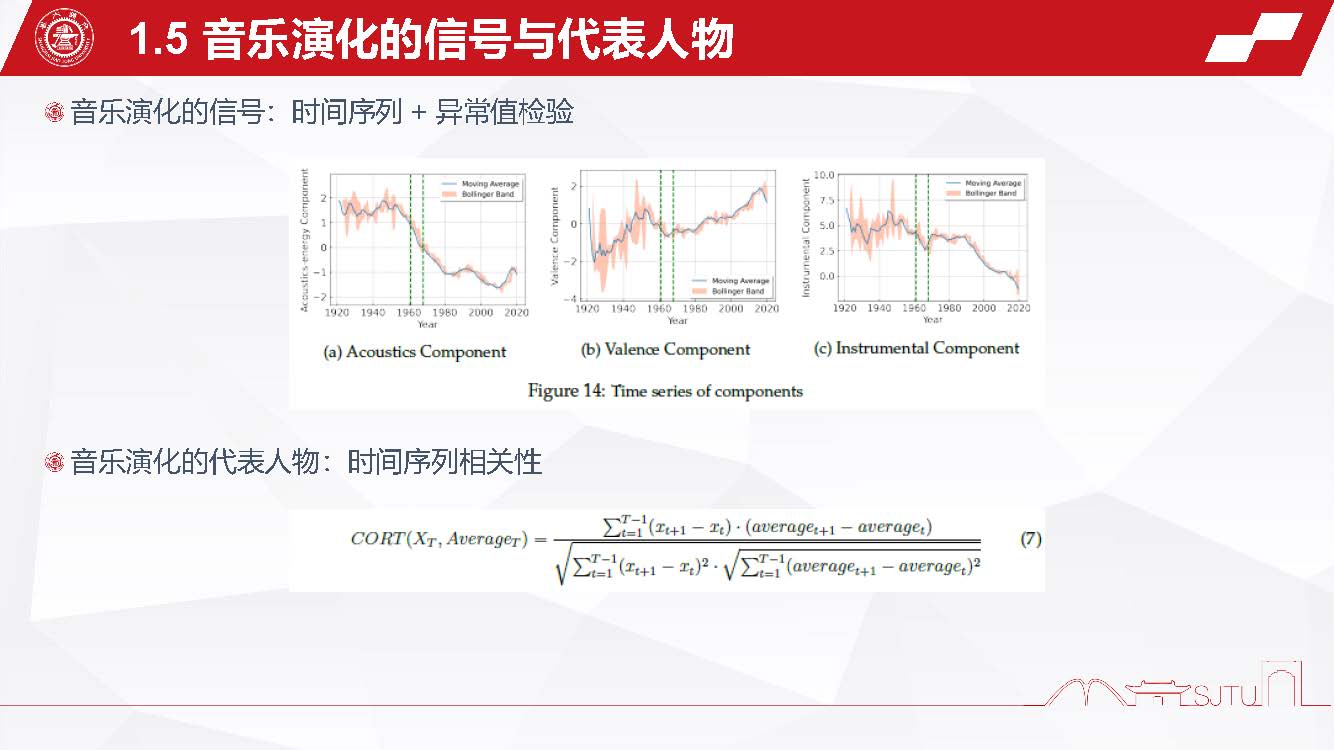 1.5 音乐演化的信号与代表人物
音乐演化的信号：时间序列 + 异常值检验
Acoustics-energy Component
2
1
0
−1
−2
1920 1940 1960 1980 2000 2020
Year
Moving Average
Bollinger Band
(a) Acoustics Component
Valence Component
2
0
−2
−4
1920 1940 1960 1980 2000 2020
Year
Moving Average
Bollinger Band
(b) Valence Component
Instrumental Component
10.0
7.5
5.0
2.5
0.0
1920 1940 1960 1980 2000 2020
Year
Moving Average
Bollinger Band
(c) Instrumental Component
Figure 14: Time series of components
音乐演化的代表人物：时间序列相关性
CORT(X_T, Average_T) = \frac{\sum_{t=1}^{T-1}(x_{t+1} − x_t) · (average_{t+1} − average_t)}{\sqrt{\sum_{t=1}^{T-1}(x_{t+1} − x_t)^2} · \sqrt{\sum_{t=1}^{T-1}(average_{t+1} − average_t)^2}} (7)
SJTU